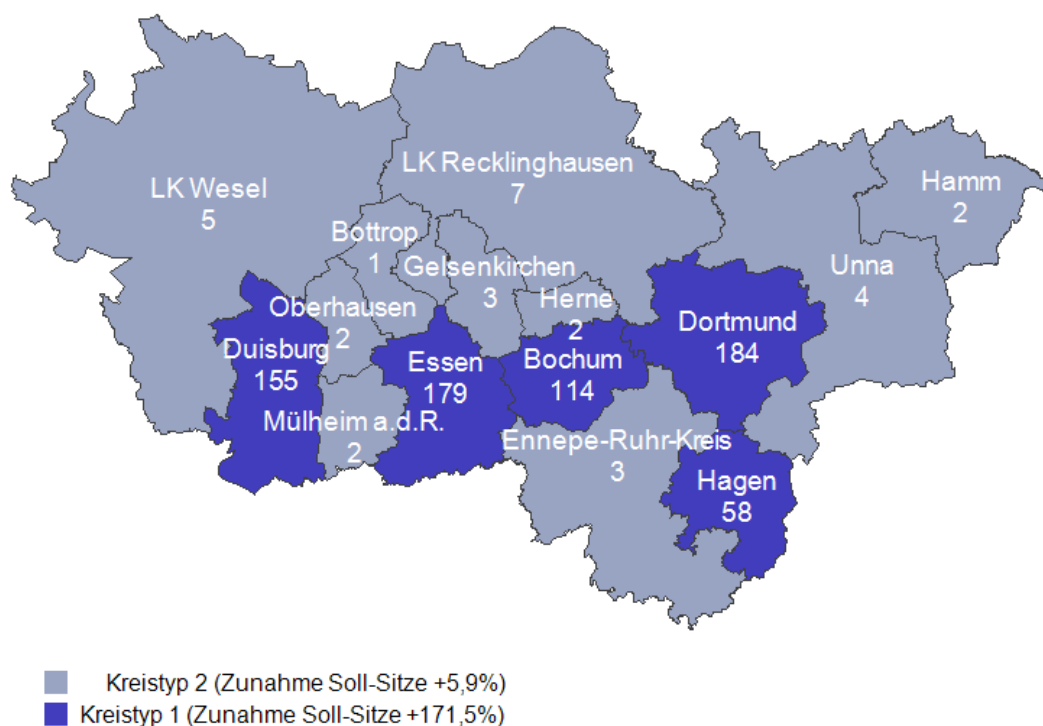 LK Recklinghausen
7
LK Wesel
5
Hamm
2
Bottrop
1
Gelsenkirchen
3
Unna
4
Oberhausen
2
Herne
2
Dortmund
184
Duisburg
155
Essen
179
Bochum
114
Mülheim a.d.R.
2
Ennepe-Ruhr-Kreis
3
Hagen
58
Kreistyp 2 (Zunahme Soll-Sitze +5,9%)
Kreistyp 1 (Zunahme Soll-Sitze +171,5%)